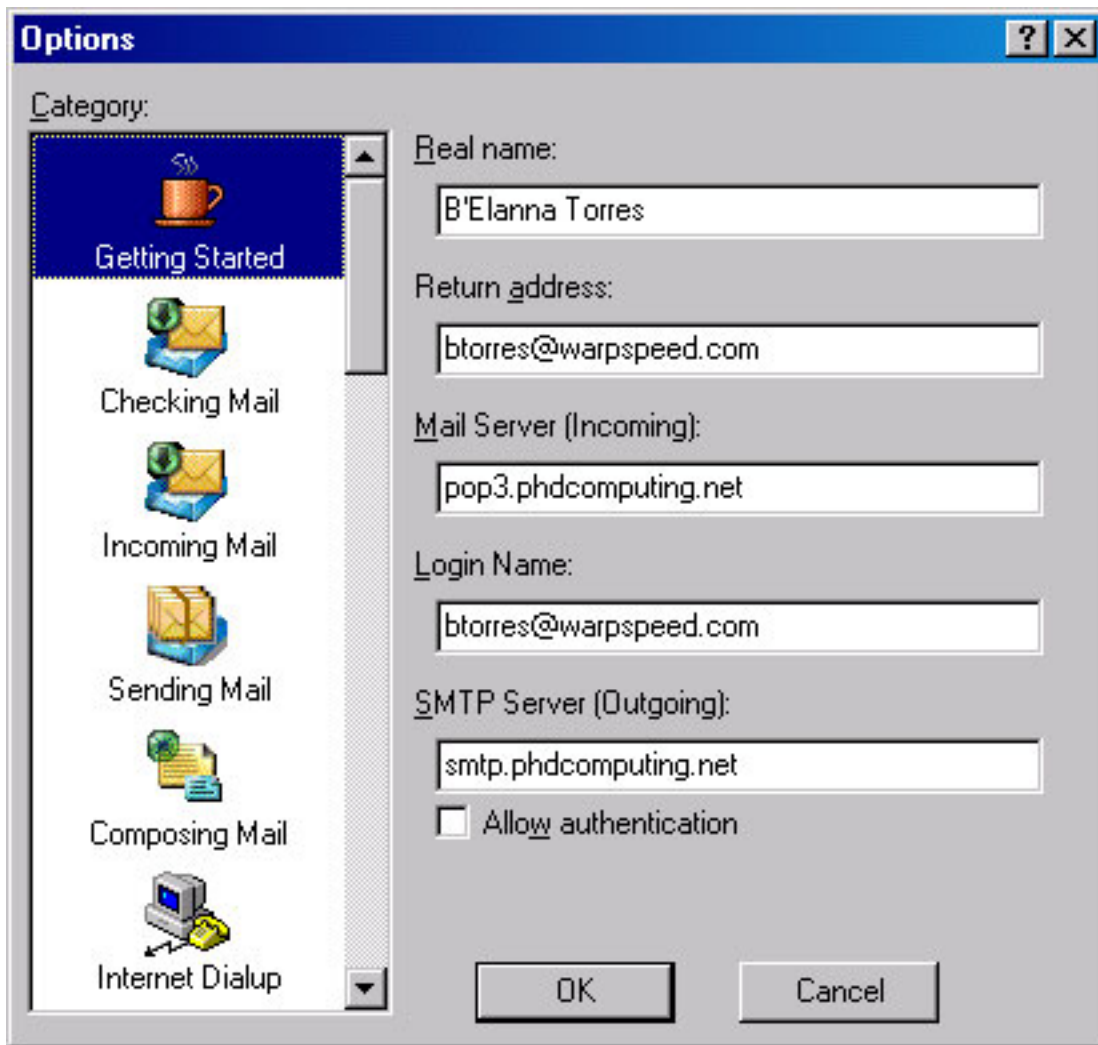 Options
Category:
Getting Started
Checking Mail
Incoming Mail
Sending Mail
Composing Mail
Internet Dialup
Real name:
B'Elanna Torres
Return address:
btorres@warpspeed.com
Mail Server (Incoming):
pop3.phdcomputing.net
Login Name:
btorres@warpspeed.com
SMTP Server (Outgoing):
smtp.phdcomputing.net
Allow authentication
OK
Cancel